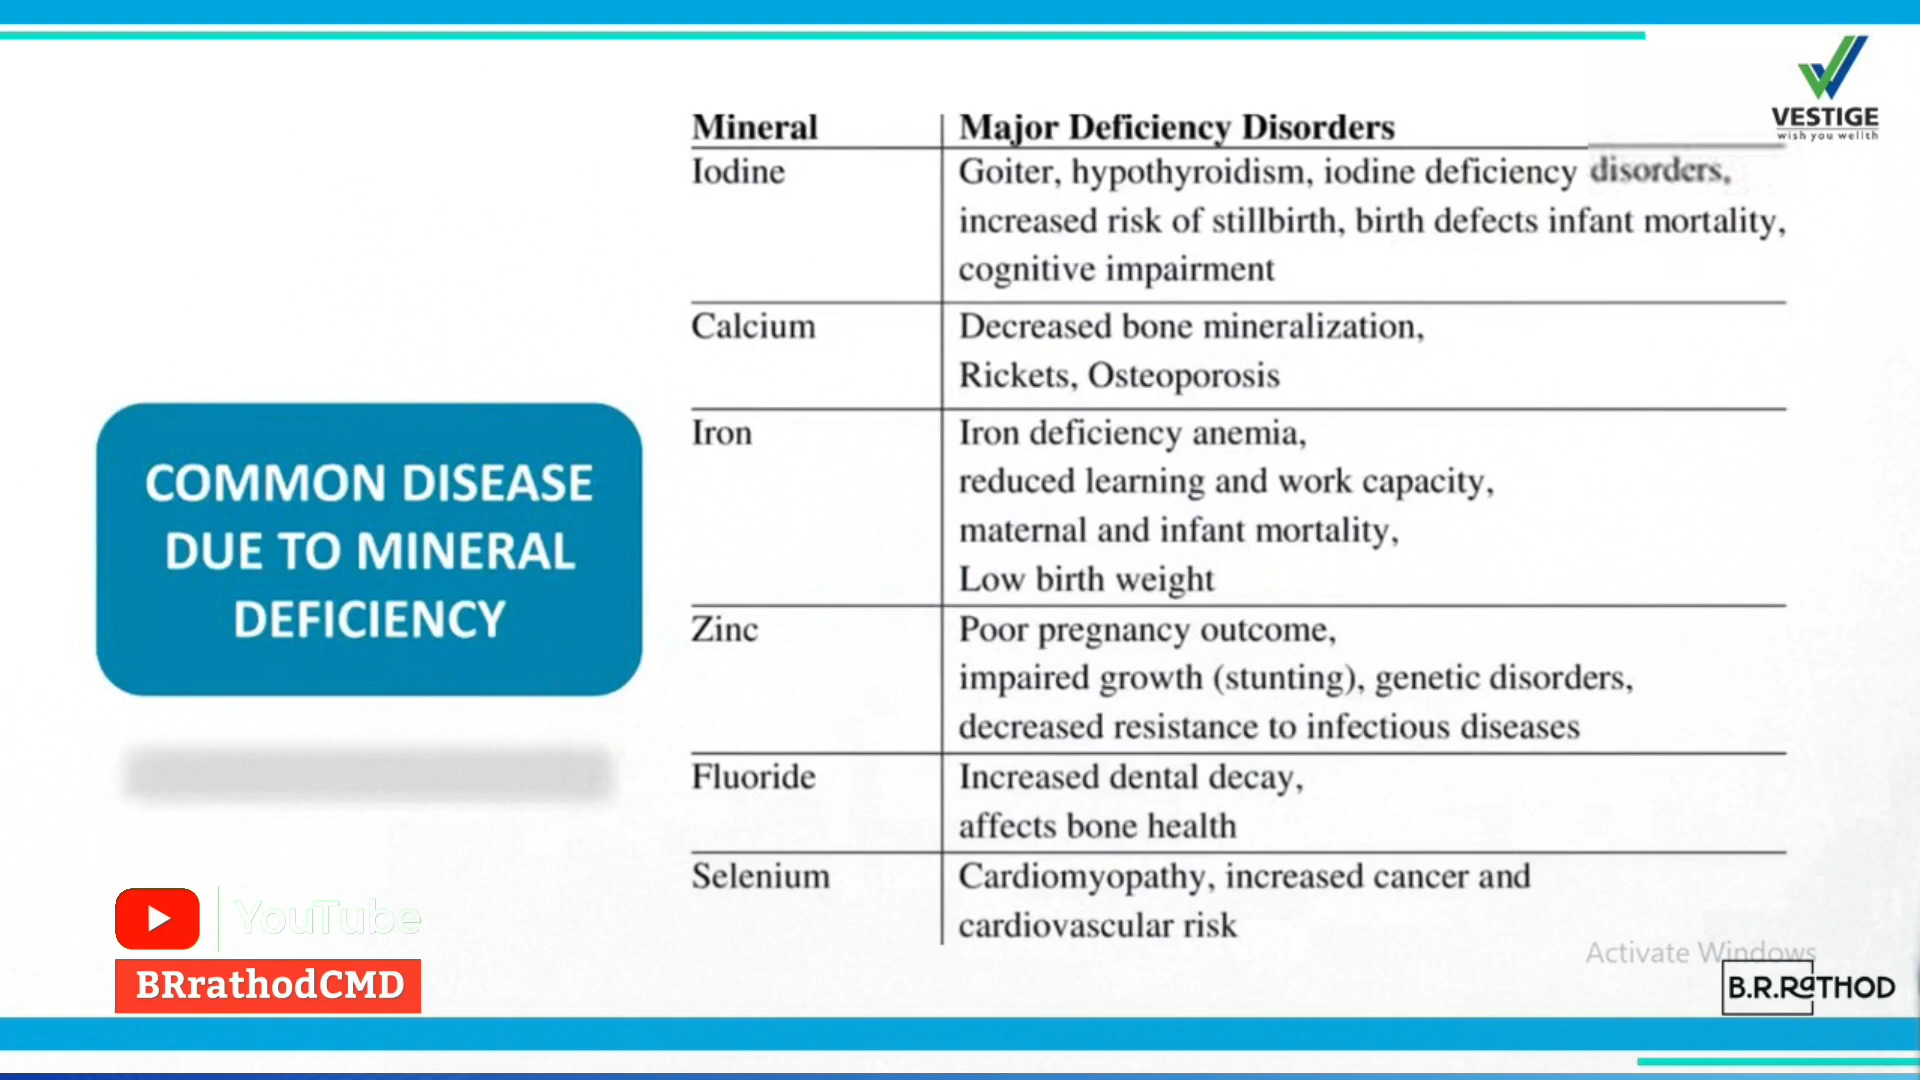 VESTIGE
wish you wellth
Mineral Major Deficiency Disorders
Iodine Goiter, hypothyroidism, iodine deficiency disorders,
increased risk of stillbirth, birth defects infant mortality,
cognitive impairment
Calcium Decreased bone mineralization,
Rickets, Osteoporosis
Iron Iron deficiency anemia,
reduced learning and work capacity,
maternal and infant mortality,
Low birth weight
Zinc Poor pregnancy outcome,
impaired growth (stunting), genetic disorders,
decreased resistance to infectious diseases
Fluoride Increased dental decay,
affects bone health
Selenium Cardiomyopathy, increased cancer and
cardiovascular risk
COMMON DISEASE
DUE TO MINERAL
DEFICIENCY
YouTube
BRrathodCMD
Activate Windows
B.R.RaTHOD